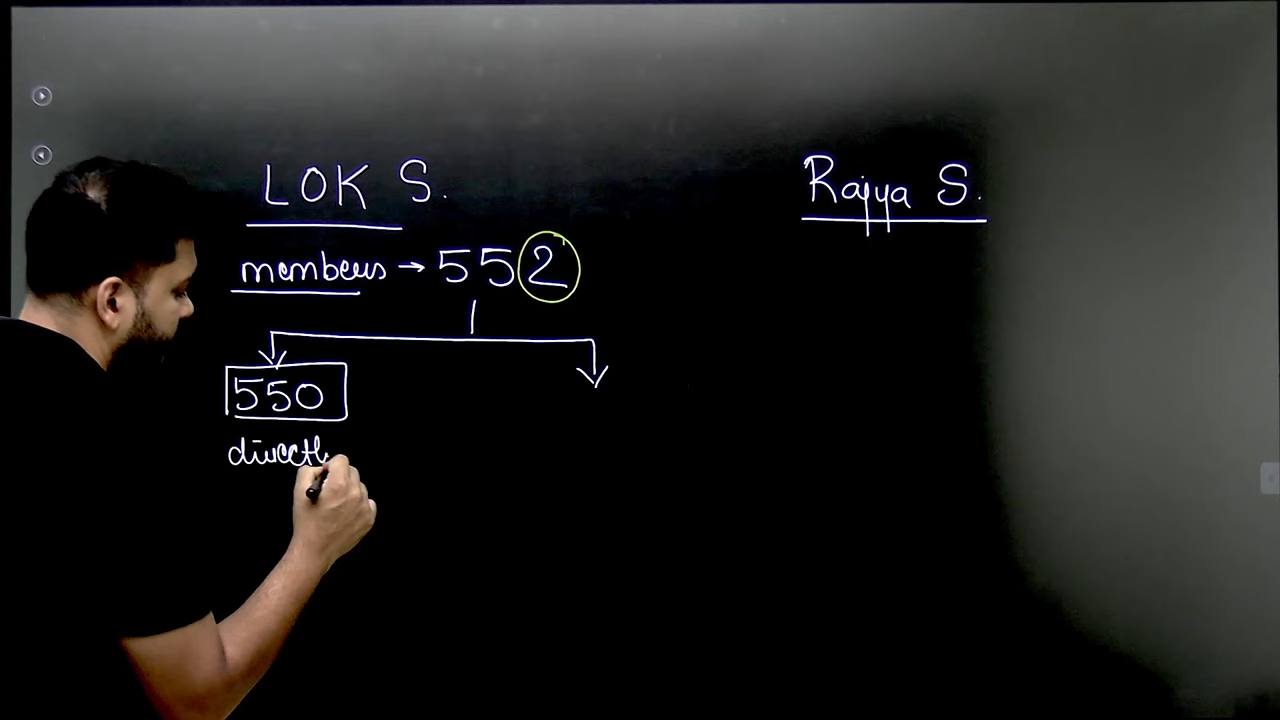 LOK S.
Rajya S.
members → 552
550
directl